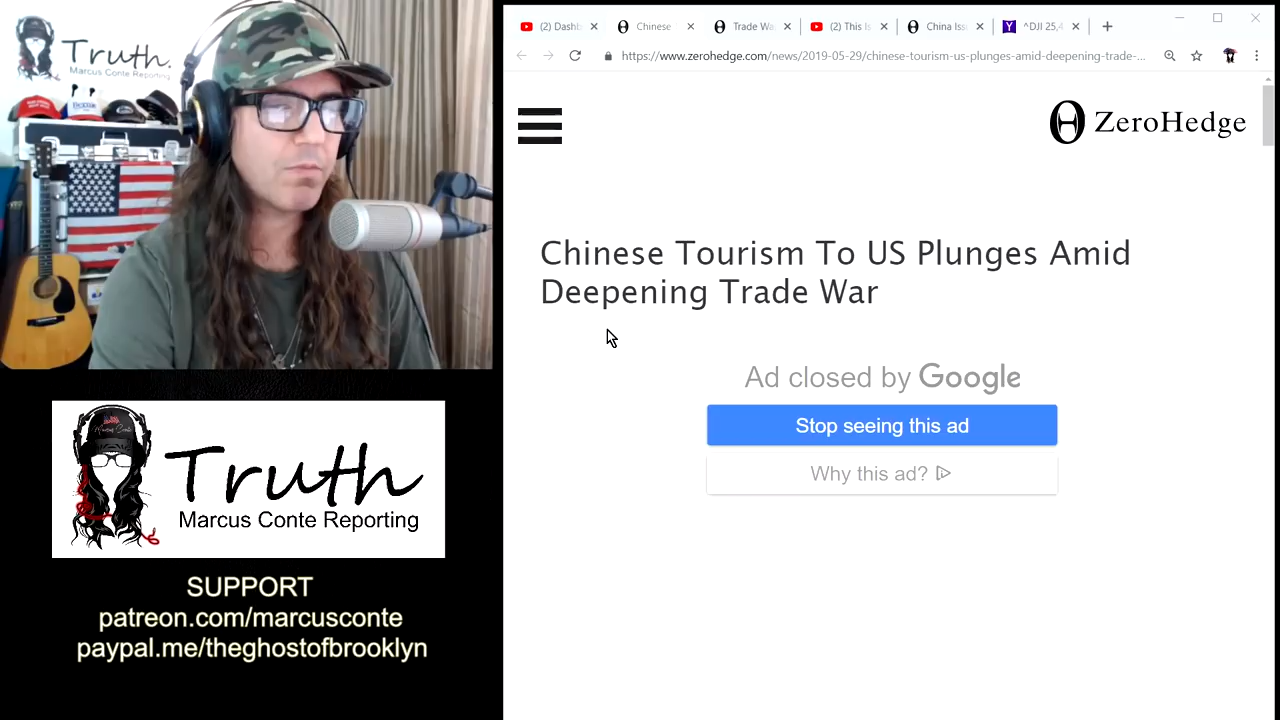 Truth.
Marcus Conte Reporting
(2) Dashb
Chinese
Trade Wa
(2) This Is
China Iss
^DJI 25,4
https://www.zerohedge.com/news/2019-05-29/chinese-tourism-us-plunges-amid-deepening-trade-...
ZeroHedge
Chinese Tourism To US Plunges Amid
Deepening Trade War
Ad closed by Google
Stop seeing this ad
Why this ad?
Truth
Marcus Conte Reporting
SUPPORT
patreon.com/marcusconte
paypal.me/theghostofbrooklyn